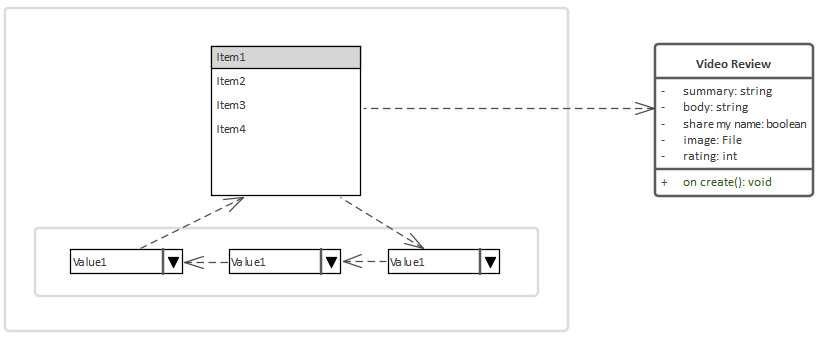 Item1
Item2
Item3
Item4
Value1
Value1
Value1
Video Review
- summary: string
- body: string
- share my name: boolean
- image: File
- rating: int
+ on create(): void